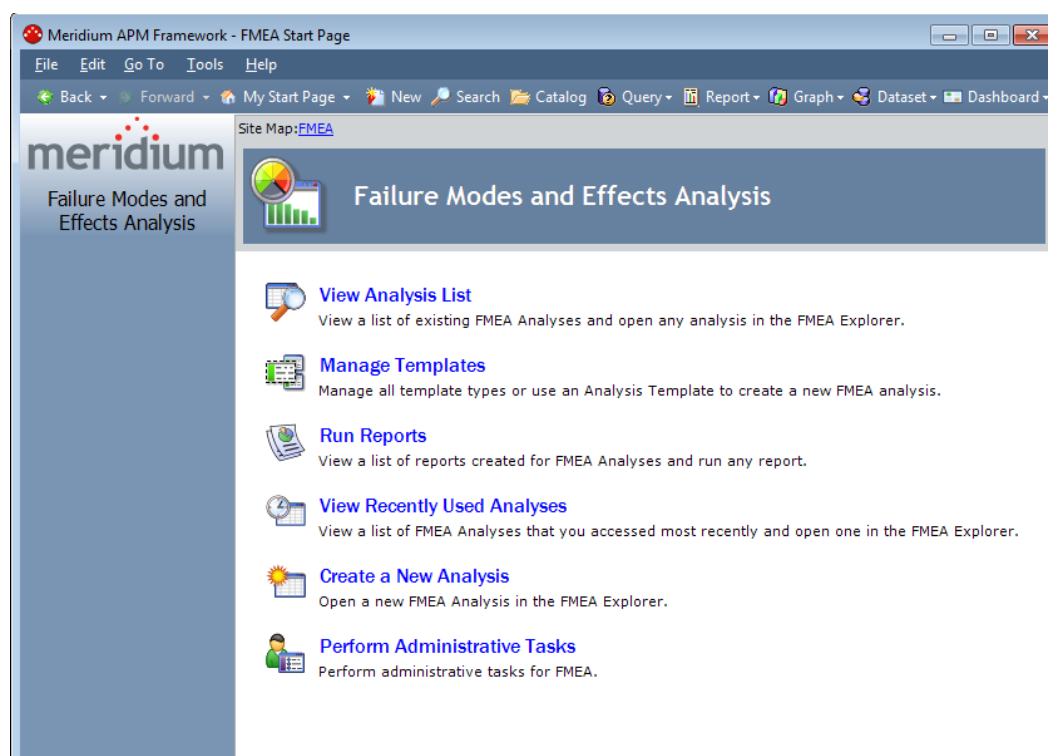 Meridium APM Framework - FMEA Start Page
File Edit Go To Tools Help
Back Forward My Start Page New Search Catalog Query Report Graph Dataset Dashboard
meridium
Failure Modes and
Effects Analysis
Site Map:FMEA
Failure Modes and Effects Analysis
View Analysis List
View a list of existing FMEA Analyses and open any analysis in the FMEA Explorer.
Manage Templates
Manage all template types or use an Analysis Template to create a new FMEA analysis.
Run Reports
View a list of reports created for FMEA Analyses and run any report.
View Recently Used Analyses
View a list of FMEA Analyses that you accessed most recently and open one in the FMEA Explorer.
Create a New Analysis
Open a new FMEA Analysis in the FMEA Explorer.
Perform Administrative Tasks
Perform administrative tasks for FMEA.